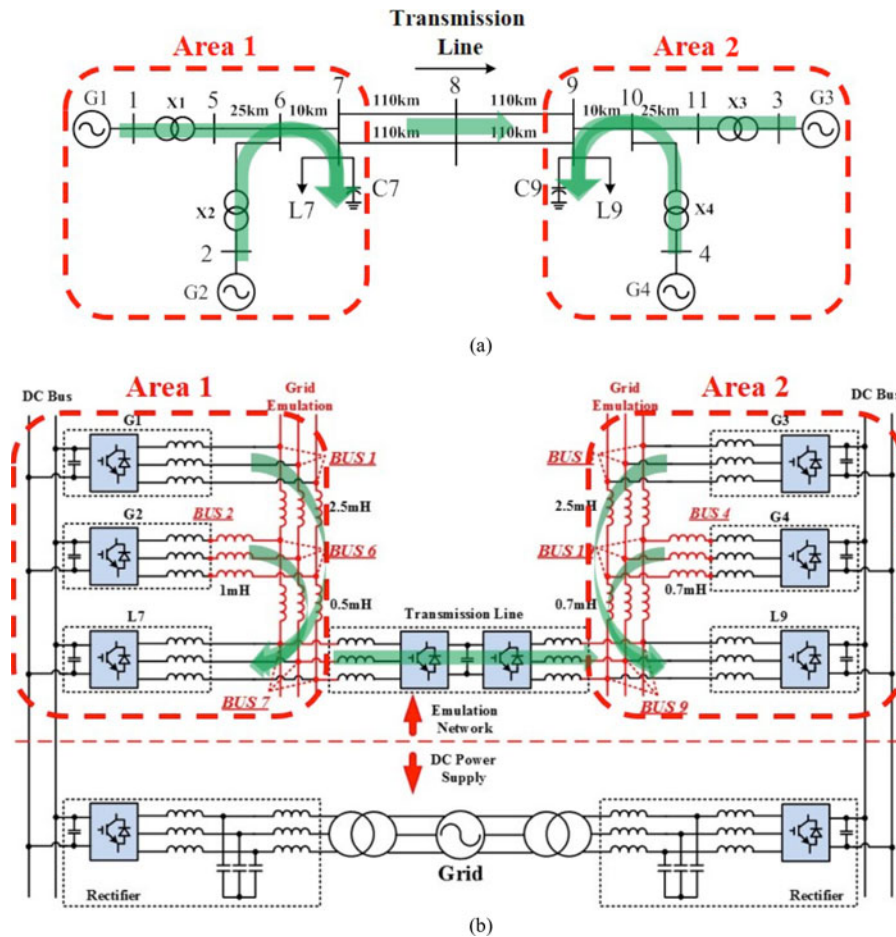 Transmission
Line
Area 1
Area 2
G1
1
X1
5
25km
6
10km
7
110km
8
110km
9
10km
10
25km
11
X3
3
G3
110km
110km
X2
L7
C7
C9
L9
X4
2
4
G2
G4
(a)
DC Bus
Area 1
Grid
Emulation
Grid
Emulation
Area 2
DC Bus
G1
G3
BUS 1
BUS
2.5mH
2.5mH
G2
BUS 2
BUS 4
G4
BUS 6
BUS 1
1mH
0.5mH
0.7mH
0.7mH
L7
Transmission Line
L9
BUS 7
BUS 9
Emulation
Network
DC Power
Supply
Grid
Rectifier
Rectifier
(b)